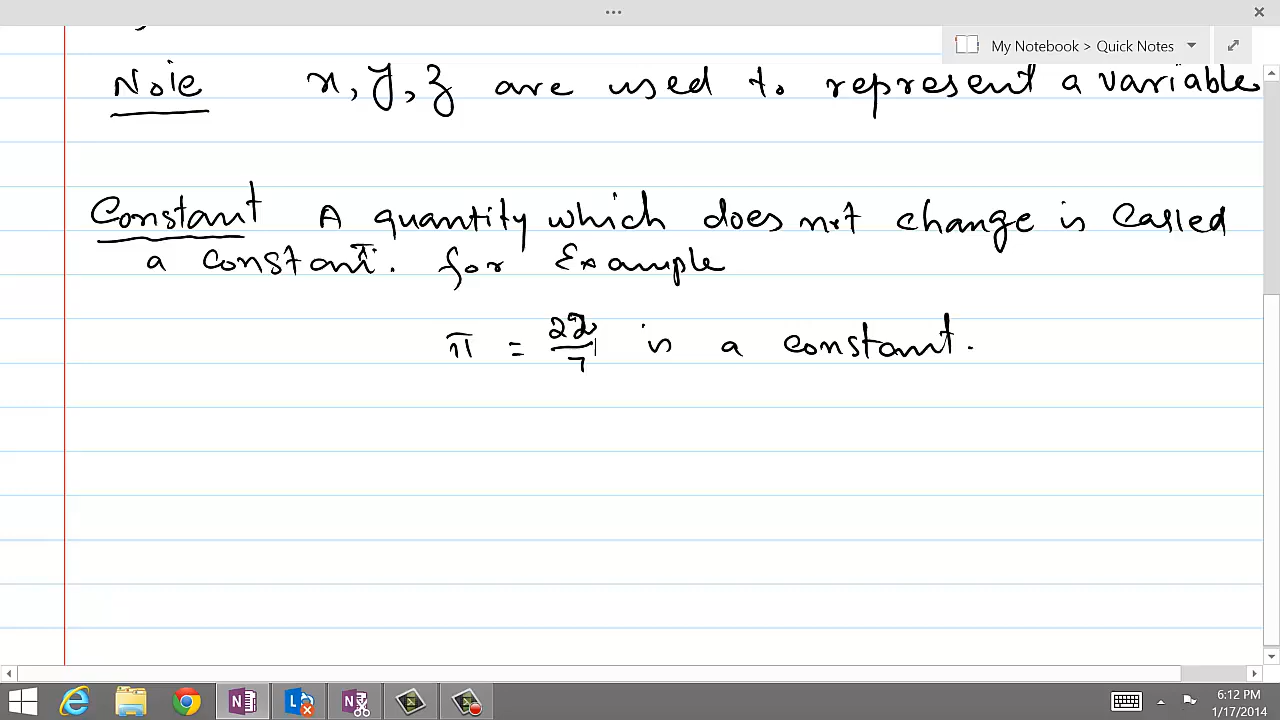 My Notebook > Quick Notes
Note x, y, z are used to represent a variable
Constant A quantity which does not change is called
a constant. for Example
π = 22/7 is a constant.
6:12 PM
1/17/2014